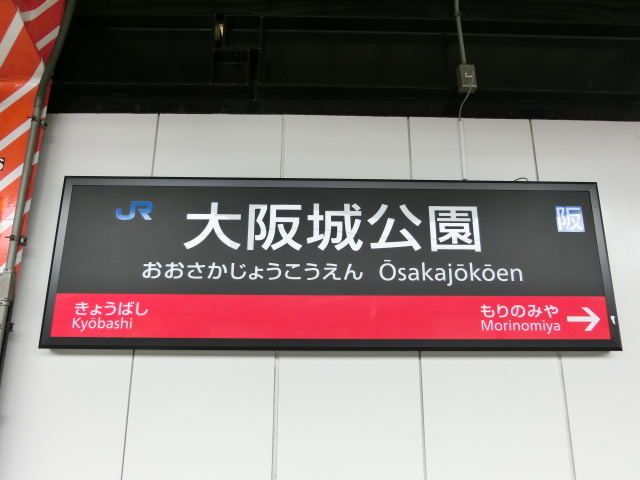 JR 大阪城公園 阪
おおさかじょうこうえん Ōsakajōkōen
きょうばし もりのみや
Kyōbashi Morinomiya →